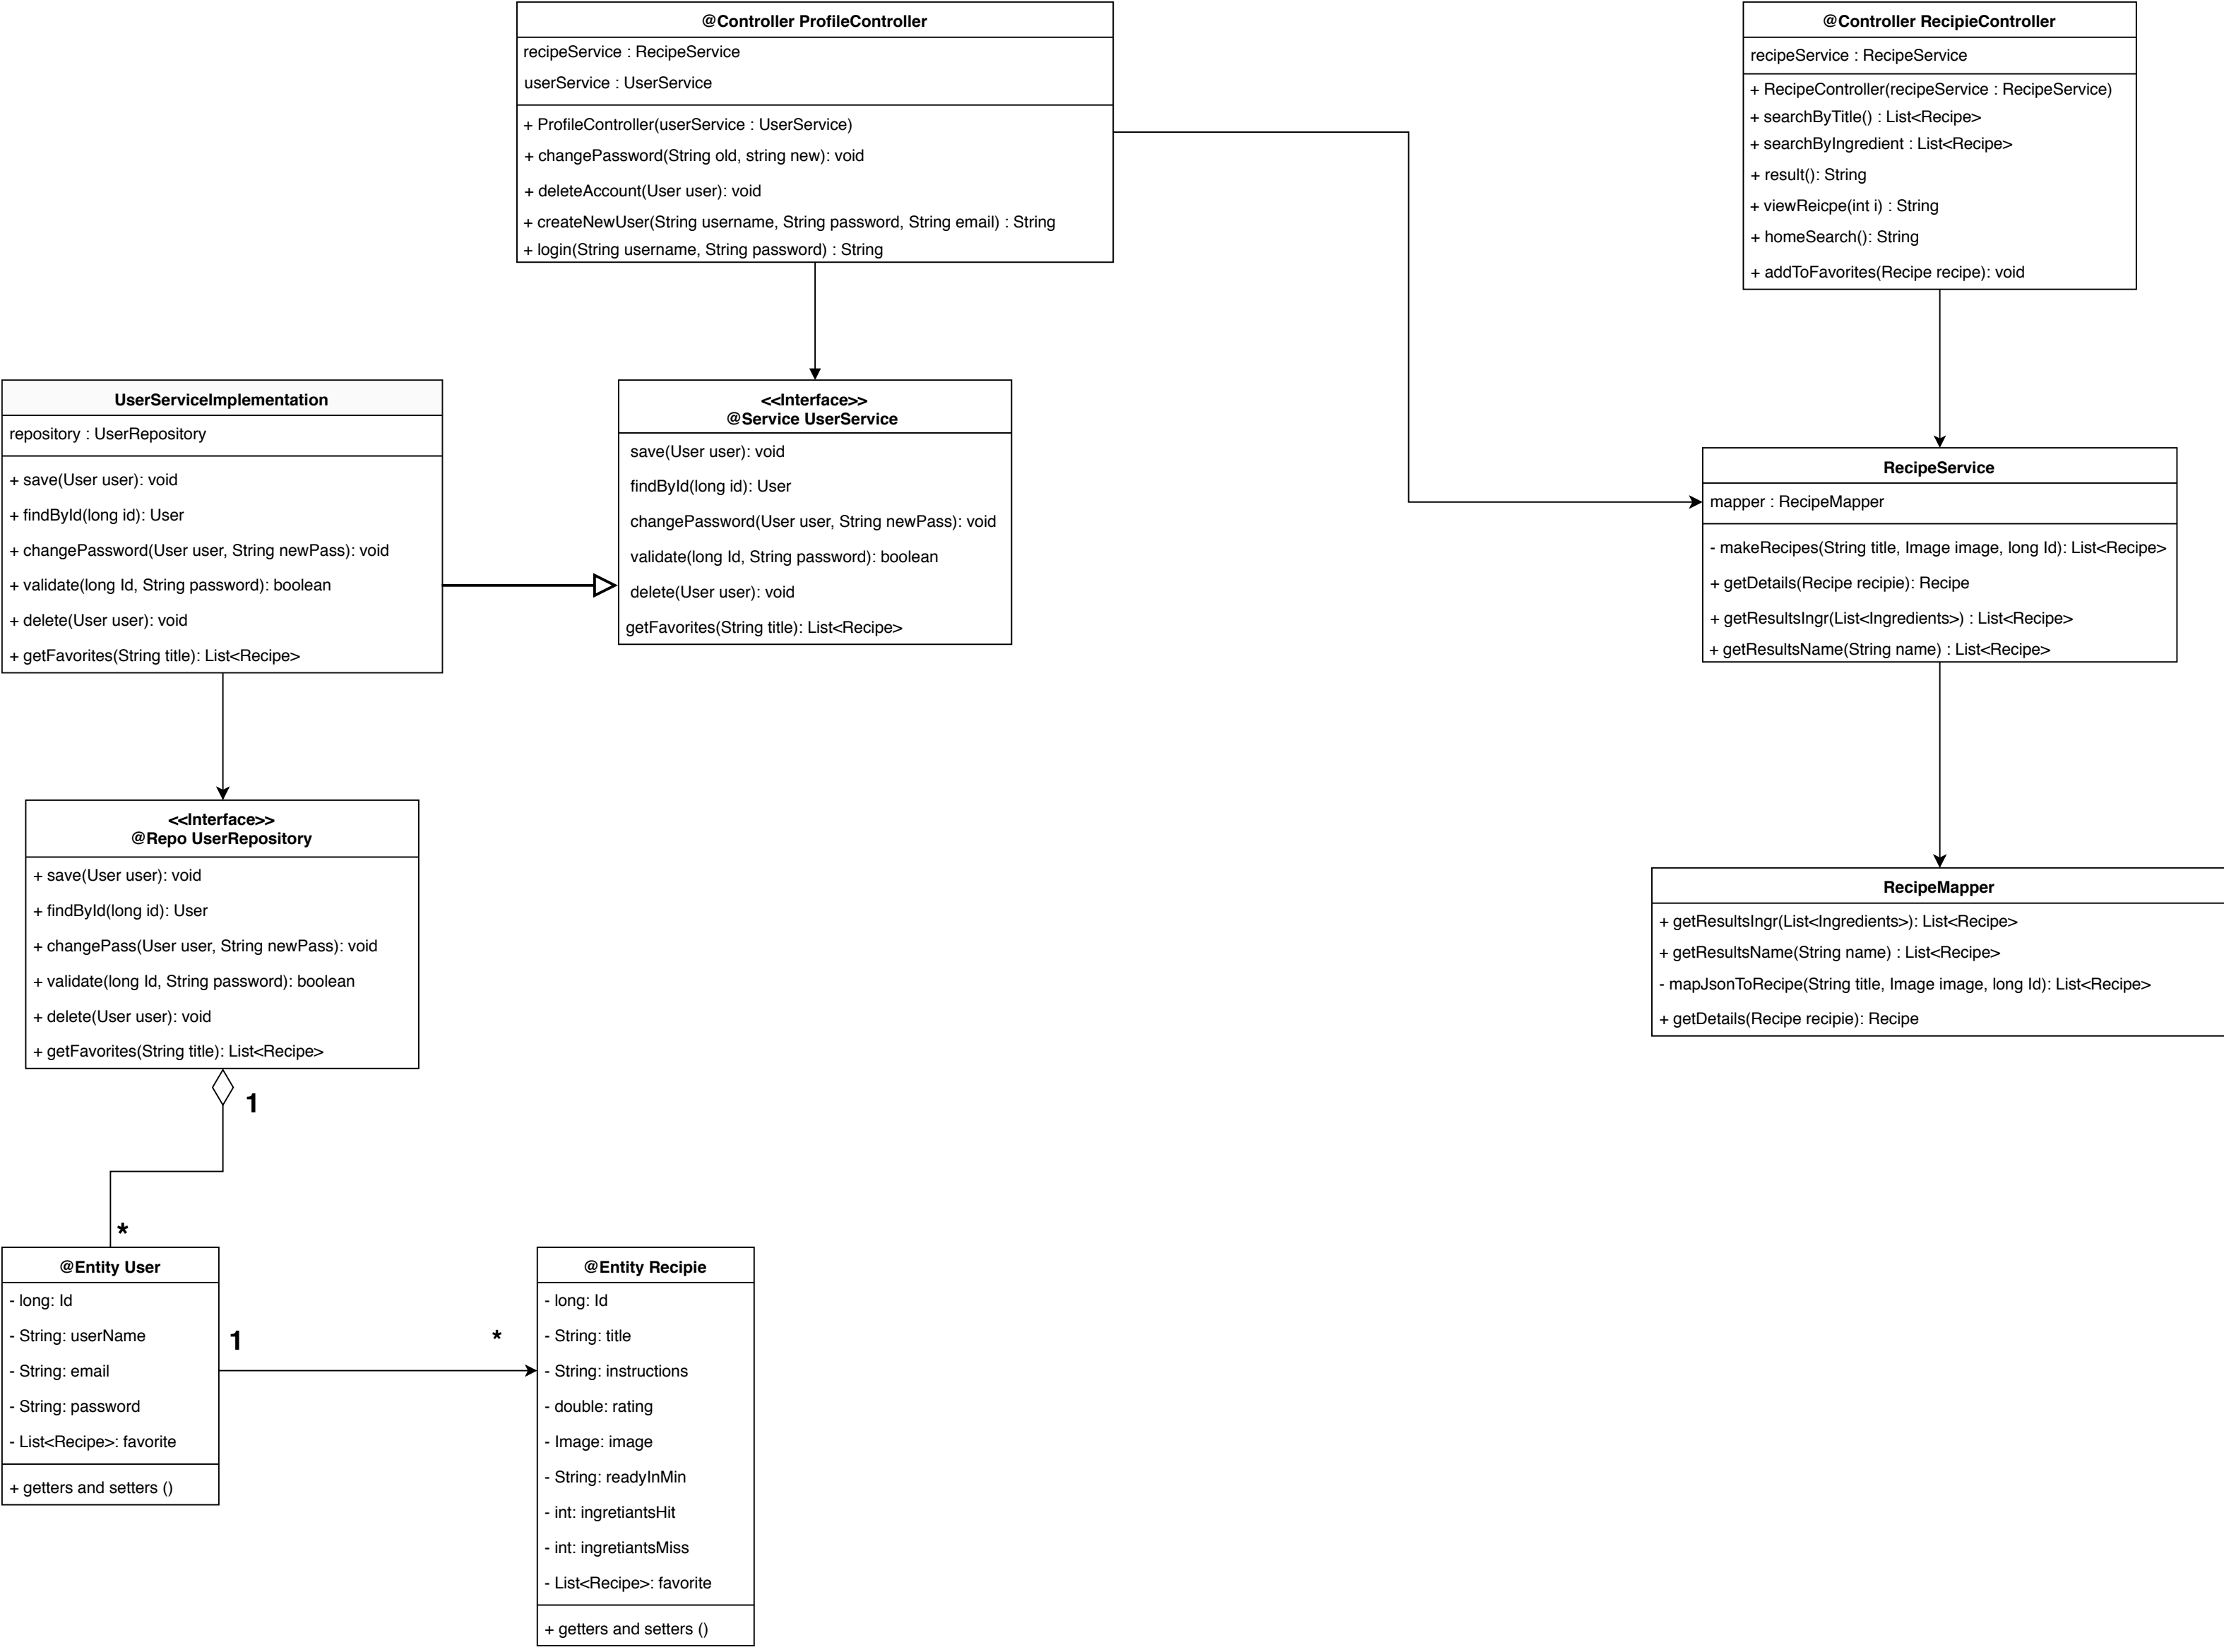 @Controller ProfileController
recipeService : RecipeService
userService : UserService
+ ProfileController(userService : UserService)
+ changePassword(String old, string new): void
+ deleteAccount(User user): void
+ createNewUser(String username, String password, String email) : String
+ login(String username, String password) : String
@Controller RecipieController
recipeService : RecipeService
+ RecipeController(recipeService : RecipeService)
+ searchByTitle() : List<Recipe>
+ searchByIngredient : List<Recipe>
+ result(): String
+ viewReicpe(int i) : String
+ homeSearch(): String
+ addToFavorites(Recipe recipe): void
UserServiceImplementation
repository : UserRepository
+ save(User user): void
+ findById(long id): User
+ changePassword(User user, String newPass): void
+ validate(long Id, String password): boolean
+ delete(User user): void
+ getFavorites(String title): List<Recipe>
<<Interface>>
@Service UserService
save(User user): void
findById(long id): User
changePassword(User user, String newPass): void
validate(long Id, String password): boolean
delete(User user): void
getFavorites(String title): List<Recipe>
RecipeService
mapper : RecipeMapper
- makeRecipes(String title, Image image, long Id): List<Recipe>
+ getDetails(Recipe recipie): Recipe
+ getResultsIngr(List<Ingredients>) : List<Recipe>
+ getResultsName(String name) : List<Recipe>
<<Interface>>
@Repo UserRepository
+ save(User user): void
+ findById(long id): User
+ changePass(User user, String newPass): void
+ validate(long Id, String password): boolean
+ delete(User user): void
+ getFavorites(String title): List<Recipe>
RecipeMapper
+ getResultsIngr(List<Ingredients>): List<Recipe>
+ getResultsName(String name) : List<Recipe>
- mapJsonToRecipe(String title, Image image, long Id): List<Recipe>
+ getDetails(Recipe recipie): Recipe
1
*
@Entity User
- long: Id
- String: userName
- String: email
- String: password
- List<Recipe>: favorite
+ getters and setters ()
1
*
@Entity Recipie
- long: Id
- String: title
- String: instructions
- double: rating
- Image: image
- String: readyInMin
- int: ingretiantsHit
- int: ingretiantsMiss
- List<Recipe>: favorite
+ getters and setters ()